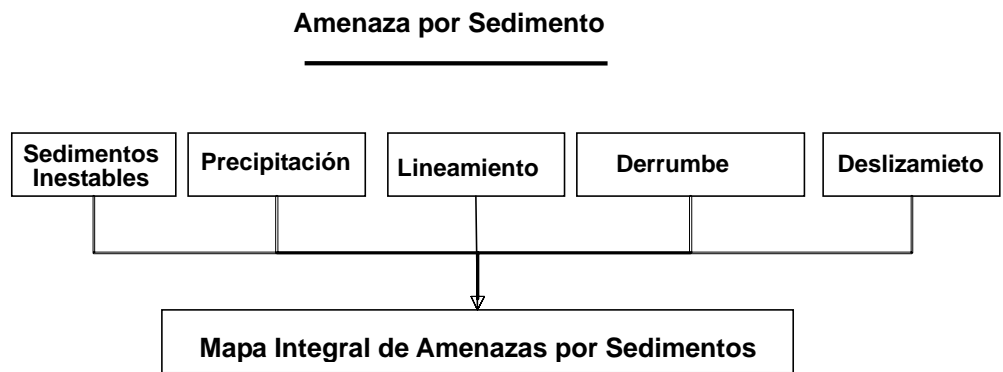 Amenaza por Sedimento
Sedimentos
Inestables
Precipitación
Lineamiento
Derrumbe
Deslizamieto
Mapa Integral de Amenazas por Sedimentos